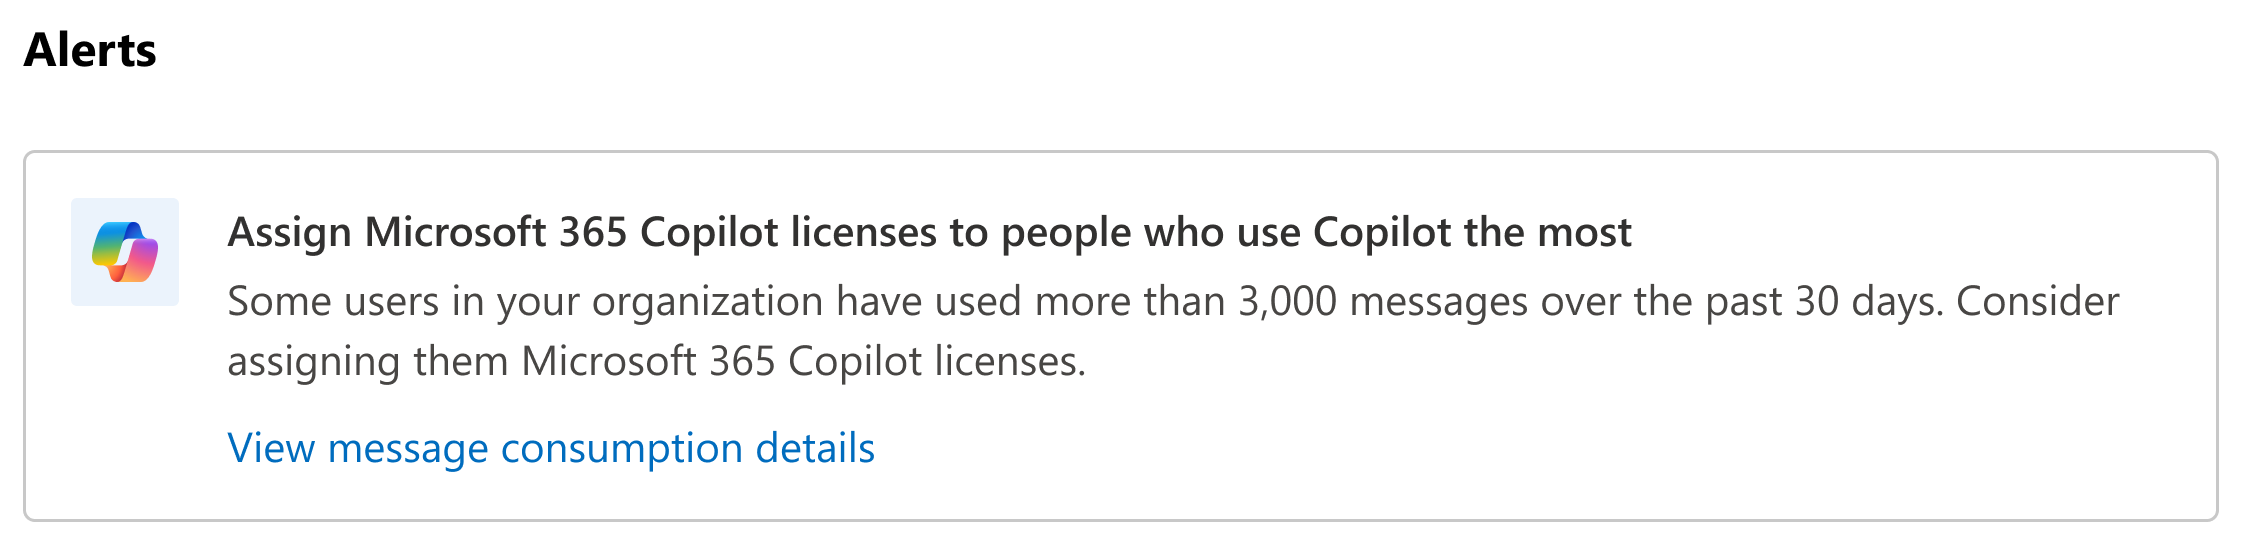 Alerts
Assign Microsoft 365 Copilot licenses to people who use Copilot the most
Some users in your organization have used more than 3,000 messages over the past 30 days. Consider
assigning them Microsoft 365 Copilot licenses.
View message consumption details